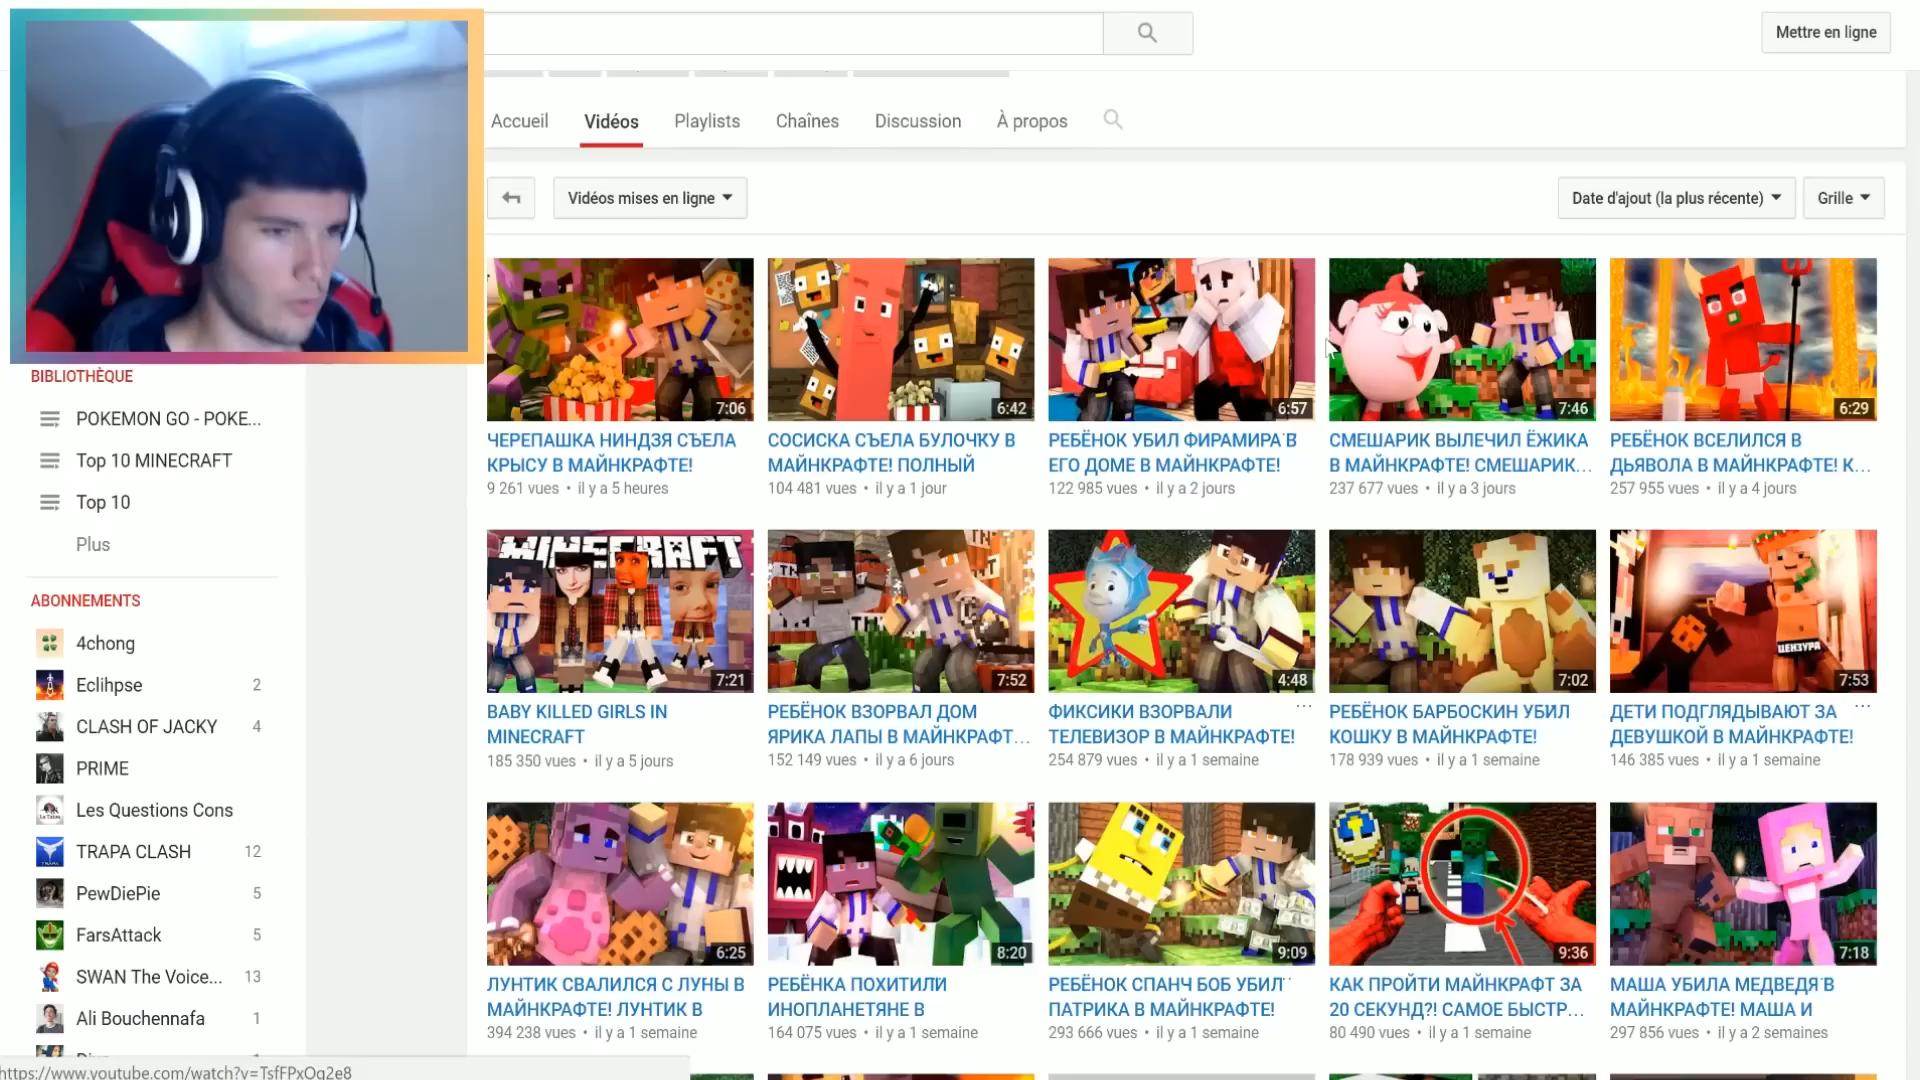 Mettre en ligne
Accueil
Vidéos
Playlists
Chaînes
Discussion
À propos
Vidéos mises en ligne
Date d'ajout (la plus récente)
Grille
7:06
6:42
6:57
7:46
6:29
ЧЕРЕПАШКА НИНДЗЯ СЪЕЛА
КРЫСУ В МАЙНКРАФТЕ!
9 261 vues • il y a 5 heures
СОСИСКА СЪЕЛА БУЛОЧКУ В
МАЙНКРАФТЕ! ПОЛНЫЙ
104 481 vues • il y a 1 jour
РЕБЁНОК УБИЛ ФИРАМИРА В
ЕГО ДОМЕ В МАЙНКРАФТЕ!
122 985 vues • il y a 2 jours
СМЕШАРИК ВЫЛЕЧИЛ ЁЖИКА
В МАЙНКРАФТЕ! СМЕШАРИК...
237 677 vues • il y a 3 jours
РЕБЁНОК ВСЕЛИЛСЯ В
ДЬЯВОЛА В МАЙНКРАФТЕ! К...
257 955 vues • il y a 4 jours
MINECRAFT
ЦЕНЗУРА
7:21
7:52
4:48
7:02
7:53
BABY KILLED GIRLS IN
MINECRAFT
185 350 vues • il y a 5 jours
РЕБЁНОК ВЗОРВАЛ ДОМ
ЯРИКА ЛАПЫ В МАЙНКРАФТ...
152 149 vues • il y a 6 jours
ФИКСИКИ ВЗОРВАЛИ
ТЕЛЕВИЗОР В МАЙНКРАФТЕ!
254 879 vues • il y a 1 semaine
РЕБЁНОК БАРБОСКИН УБИЛ
КОШКУ В МАЙНКРАФТЕ!
178 939 vues • il y a 1 semaine
ДЕТИ ПОДГЛЯДЫВАЮТ ЗА
ДЕВУШКОЙ В МАЙНКРАФТЕ!
146 385 vues • il y a 1 semaine
6:25
8:20
9:09
9:36
7:18
ЛУНТИК СВАЛИЛСЯ С ЛУНЫ В
МАЙНКРАФТЕ! ЛУНТИК В
394 238 vues • il y a 1 semaine
РЕБЁНКА ПОХИТИЛИ
ИНОПЛАНЕТЯНЕ В
164 075 vues • il y a 1 semaine
РЕБЁНОК СПАНЧ БОБ УБИЛ
ПАТРИКА В МАЙНКРАФТЕ!
293 666 vues • il y a 1 semaine
КАК ПРОЙТИ МАЙНКРАФТ ЗА
20 СЕКУНД?! САМОЕ БЫСТР...
80 490 vues • il y a 1 semaine
МАША УБИЛА МЕДВЕДЯ В
МАЙНКРАФТЕ! МАША И
297 856 vues • il y a 2 semaines
BIBLIOTHÈQUE
POKEMON GO - POKE...
Top 10 MINECRAFT
Top 10
Plus
ABONNEMENTS
4chong
Eclihpse 2
CLASH OF JACKY 4
PRIME
Les Questions Cons
TRAPA CLASH 12
PewDiePie 5
FarsAttack 5
SWAN The Voice... 13
Ali Bouchennafa 1
https://www.youtube.com/watch?v=TsfFPxOq2e8